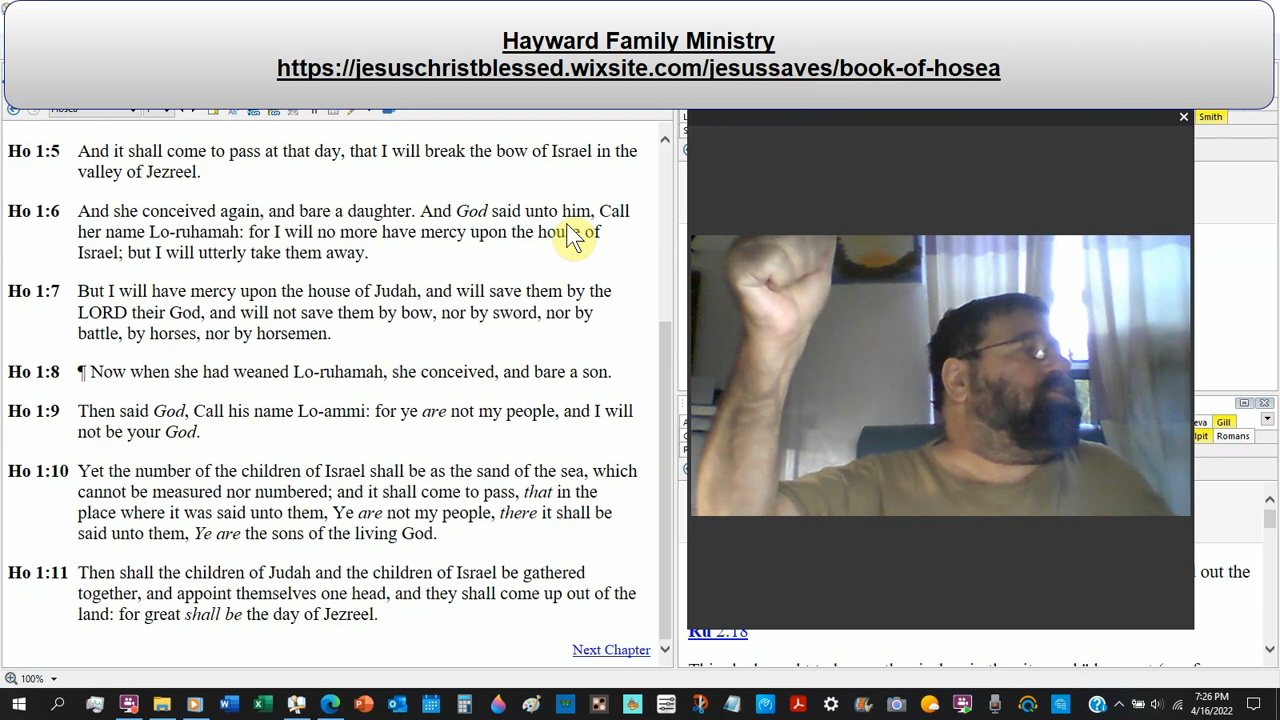 Hayward Family Ministry
https://jesuschristblessed.wixsite.com/jesussaves/book-of-hosea
Smith
Ho 1:5 And it shall come to pass at that day, that I will break the bow of Israel in the
valley of Jezreel.
Ho 1:6 And she conceived again, and bare a daughter. And God said unto him, Call
her name Lo-ruhamah: for I will no more have mercy upon the house of
Israel; but I will utterly take them away.
Ho 1:7 But I will have mercy upon the house of Judah, and will save them by the
LORD their God, and will not save them by bow, nor by sword, nor by
battle, by horses, nor by horsemen.
Ho 1:8 ¶ Now when she had weaned Lo-ruhamah, she conceived, and bare a son.
Ho 1:9 Then said God, Call his name Lo-ammi: for ye are not my people, and I will
not be your God.
Ho 1:10 Yet the number of the children of Israel shall be as the sand of the sea, which
cannot be measured nor numbered; and it shall come to pass, that in the
place where it was said unto them, Ye are not my people, there it shall be
said unto them, Ye are the sons of the living God.
Ho 1:11 Then shall the children of Judah and the children of Israel be gathered
together, and appoint themselves one head, and they shall come up out of the
land: for great shall be the day of Jezreel.
Next Chapter
Gill
Romans
out the
Ru 2:18
100%
7:26 PM
4/16/2022